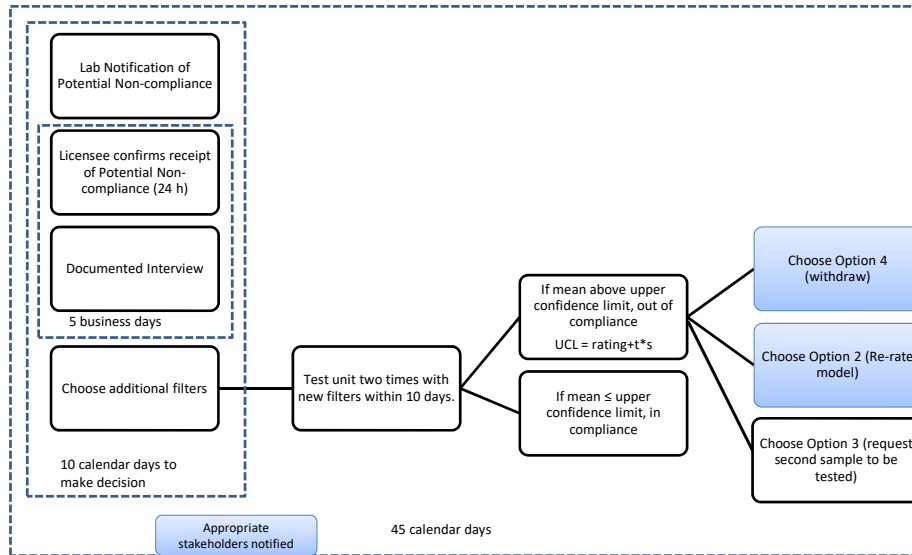 Lab Notification of
Potential Non-compliance
Licensee confirms receipt
of Potential Non-
compliance (24 h)
Documented Interview
5 business days
Choose additional filters
10 calendar days to
make decision
Test unit two times with
new filters within 10 days.
If mean above upper
confidence limit, out of
compliance
UCL = rating+t*s
If mean ≤ upper
confidence limit, in
compliance
Choose Option 4
(withdraw)
Choose Option 2 (Re-rate
model)
Choose Option 3 (request
second sample to be
tested)
Appropriate
stakeholders notified
45 calendar days